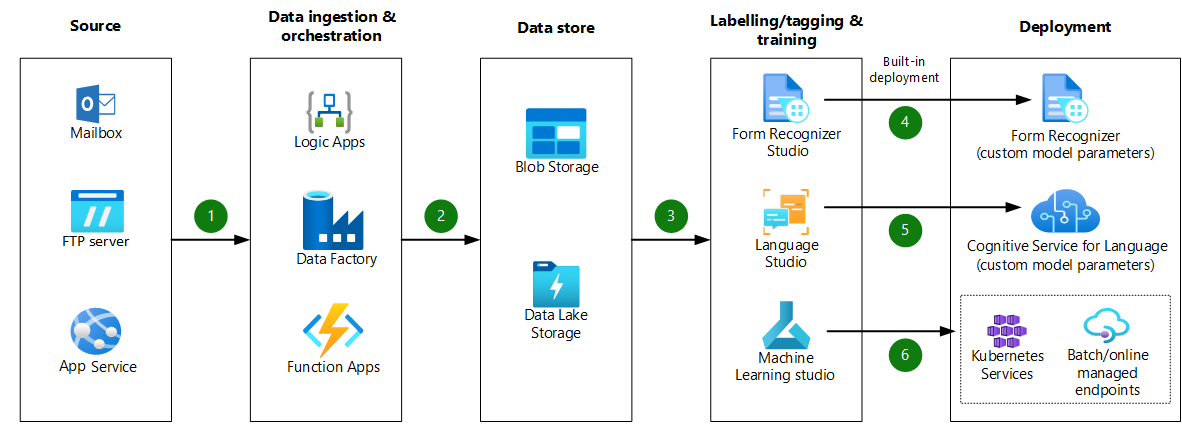 Source
Data ingestion &
orchestration
Data store
Labelling/tagging &
training
Deployment
Mailbox
FTP server
App Service
1
Logic Apps
Data Factory
Function Apps
2
Blob Storage
Data Lake
Storage
3
Form Recognizer
Studio
Language
Studio
Machine
Learning studio
Built-in
deployment
4
5
6
Form Recognizer
(custom model parameters)
Cognitive Service for Language
(custom model parameters)
Kubernetes
Services
Batch/online
managed
endpoints